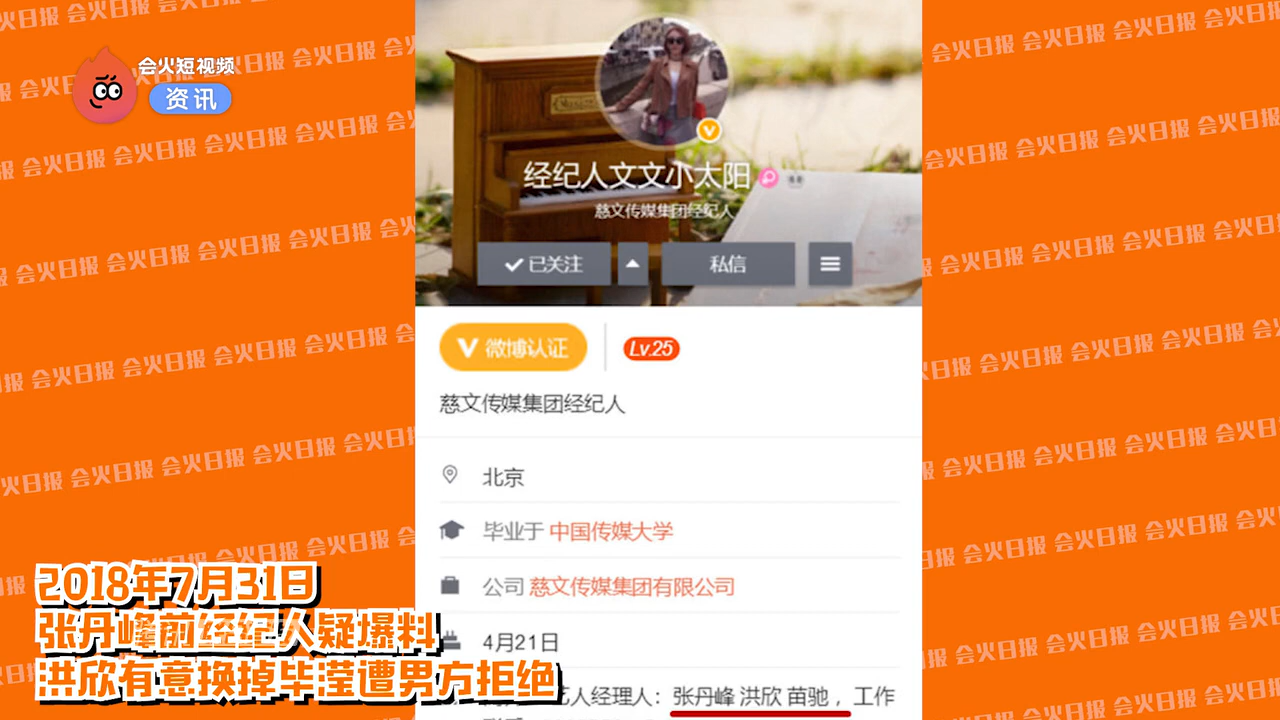 会火短视频
资讯
经纪人文文小太阳
慈文传媒集团经纪人
已关注
私信
微博认证
Lv.25
慈文传媒集团经纪人
北京
毕业于 中国传媒大学
公司 慈文传媒集团有限公司
4月21日
艺人经理人：张丹峰 洪欣 苗驰，工作
2018年7月31日
张丹峰前经纪人疑爆料
洪欣有意换掉毕滢遭男方拒绝
会火日报